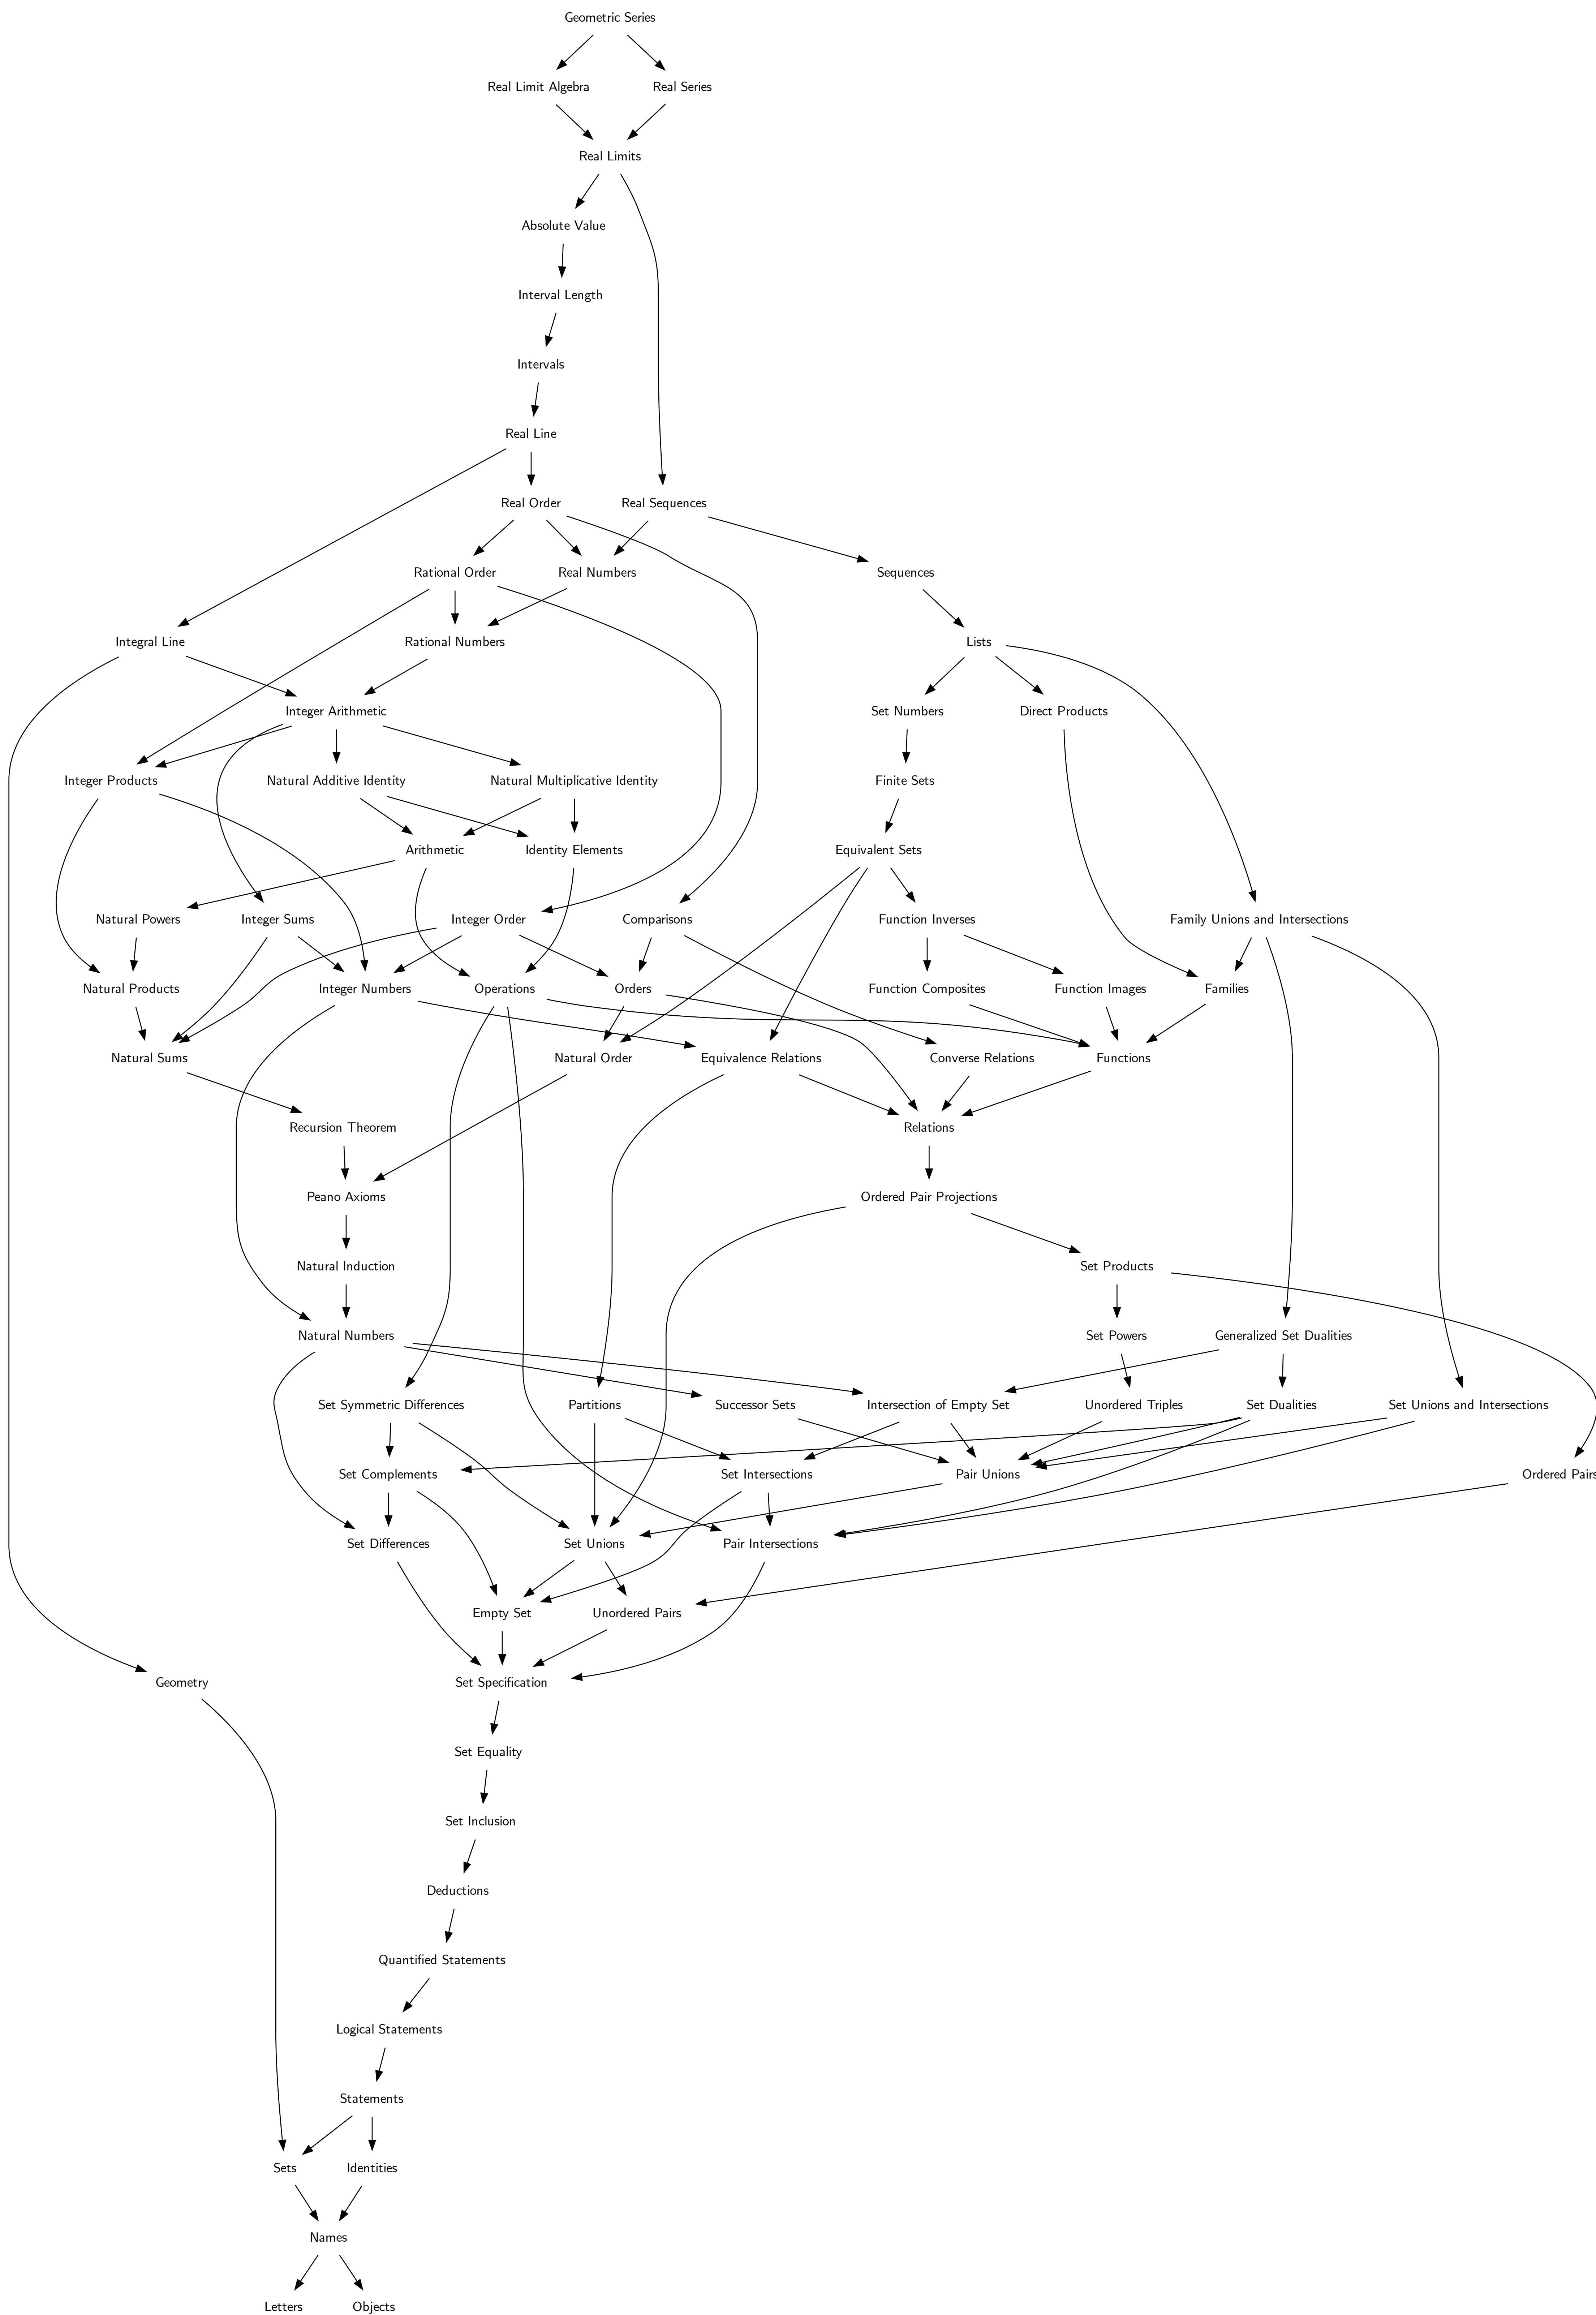 Geometric Series
Real Limit Algebra
Real Series
Real Limits
Absolute Value
Interval Length
Intervals
Real Line
Real Order
Real Sequences
Rational Order
Real Numbers
Sequences
Integral Line
Rational Numbers
Lists
Integer Arithmetic
Set Numbers
Direct Products
Integer Products
Natural Additive Identity
Natural Multiplicative Identity
Finite Sets
Arithmetic
Identity Elements
Equivalent Sets
Natural Powers
Integer Sums
Integer Order
Comparisons
Function Inverses
Family Unions and Intersections
Natural Products
Integer Numbers
Operations
Orders
Function Composites
Function Images
Families
Natural Sums
Natural Order
Equivalence Relations
Converse Relations
Functions
Recursion Theorem
Relations
Peano Axioms
Ordered Pair Projections
Natural Induction
Set Products
Natural Numbers
Set Powers
Generalized Set Dualities
Set Symmetric Differences
Partitions
Successor Sets
Intersection of Empty Set
Unordered Triples
Set Dualities
Set Unions and Intersections
Set Complements
Set Intersections
Pair Unions
Ordered Pairs
Set Differences
Set Unions
Pair Intersections
Empty Set
Unordered Pairs
Geometry
Set Specification
Set Equality
Set Inclusion
Deductions
Quantified Statements
Logical Statements
Statements
Sets
Identities
Names
Letters
Objects